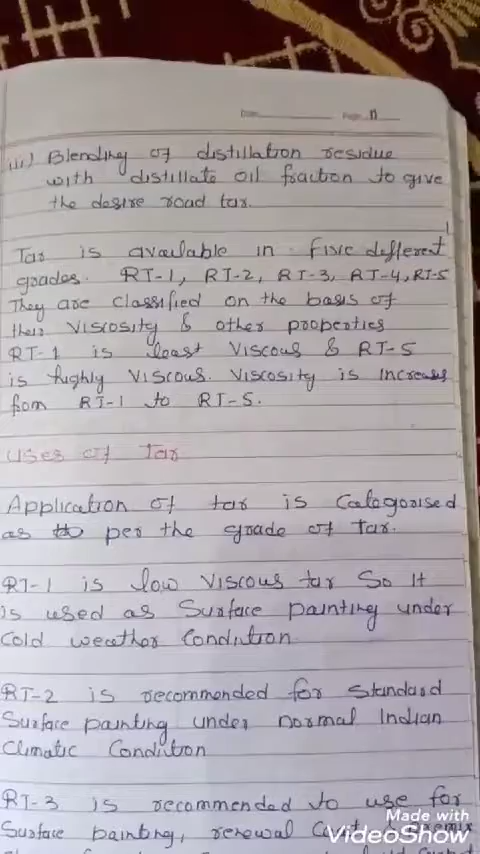 Date Page 11
iii) Blending of distillation residue
with distillate oil fraction to give
the desire road tar.
Tar is available in five different
grades. RT-1, RT-2, RT-3, RT-4, RT-5
They are classified on the basis of
their viscosity & other properties
RT-1 is least viscous & RT-5
is highly viscous. Viscosity is increases
from RT-1 to RT-5.
Uses of Tar
Application of tar is categorised
as per the grade of tar.
RT-1 is low viscous tar so it
is used as surface painting under
cold weather condition
RT-2 is recommended for standard
surface painting under normal Indian
climatic condition
RT-3 is recommended to use for
surface painting, renewal
Made with
VideoShow